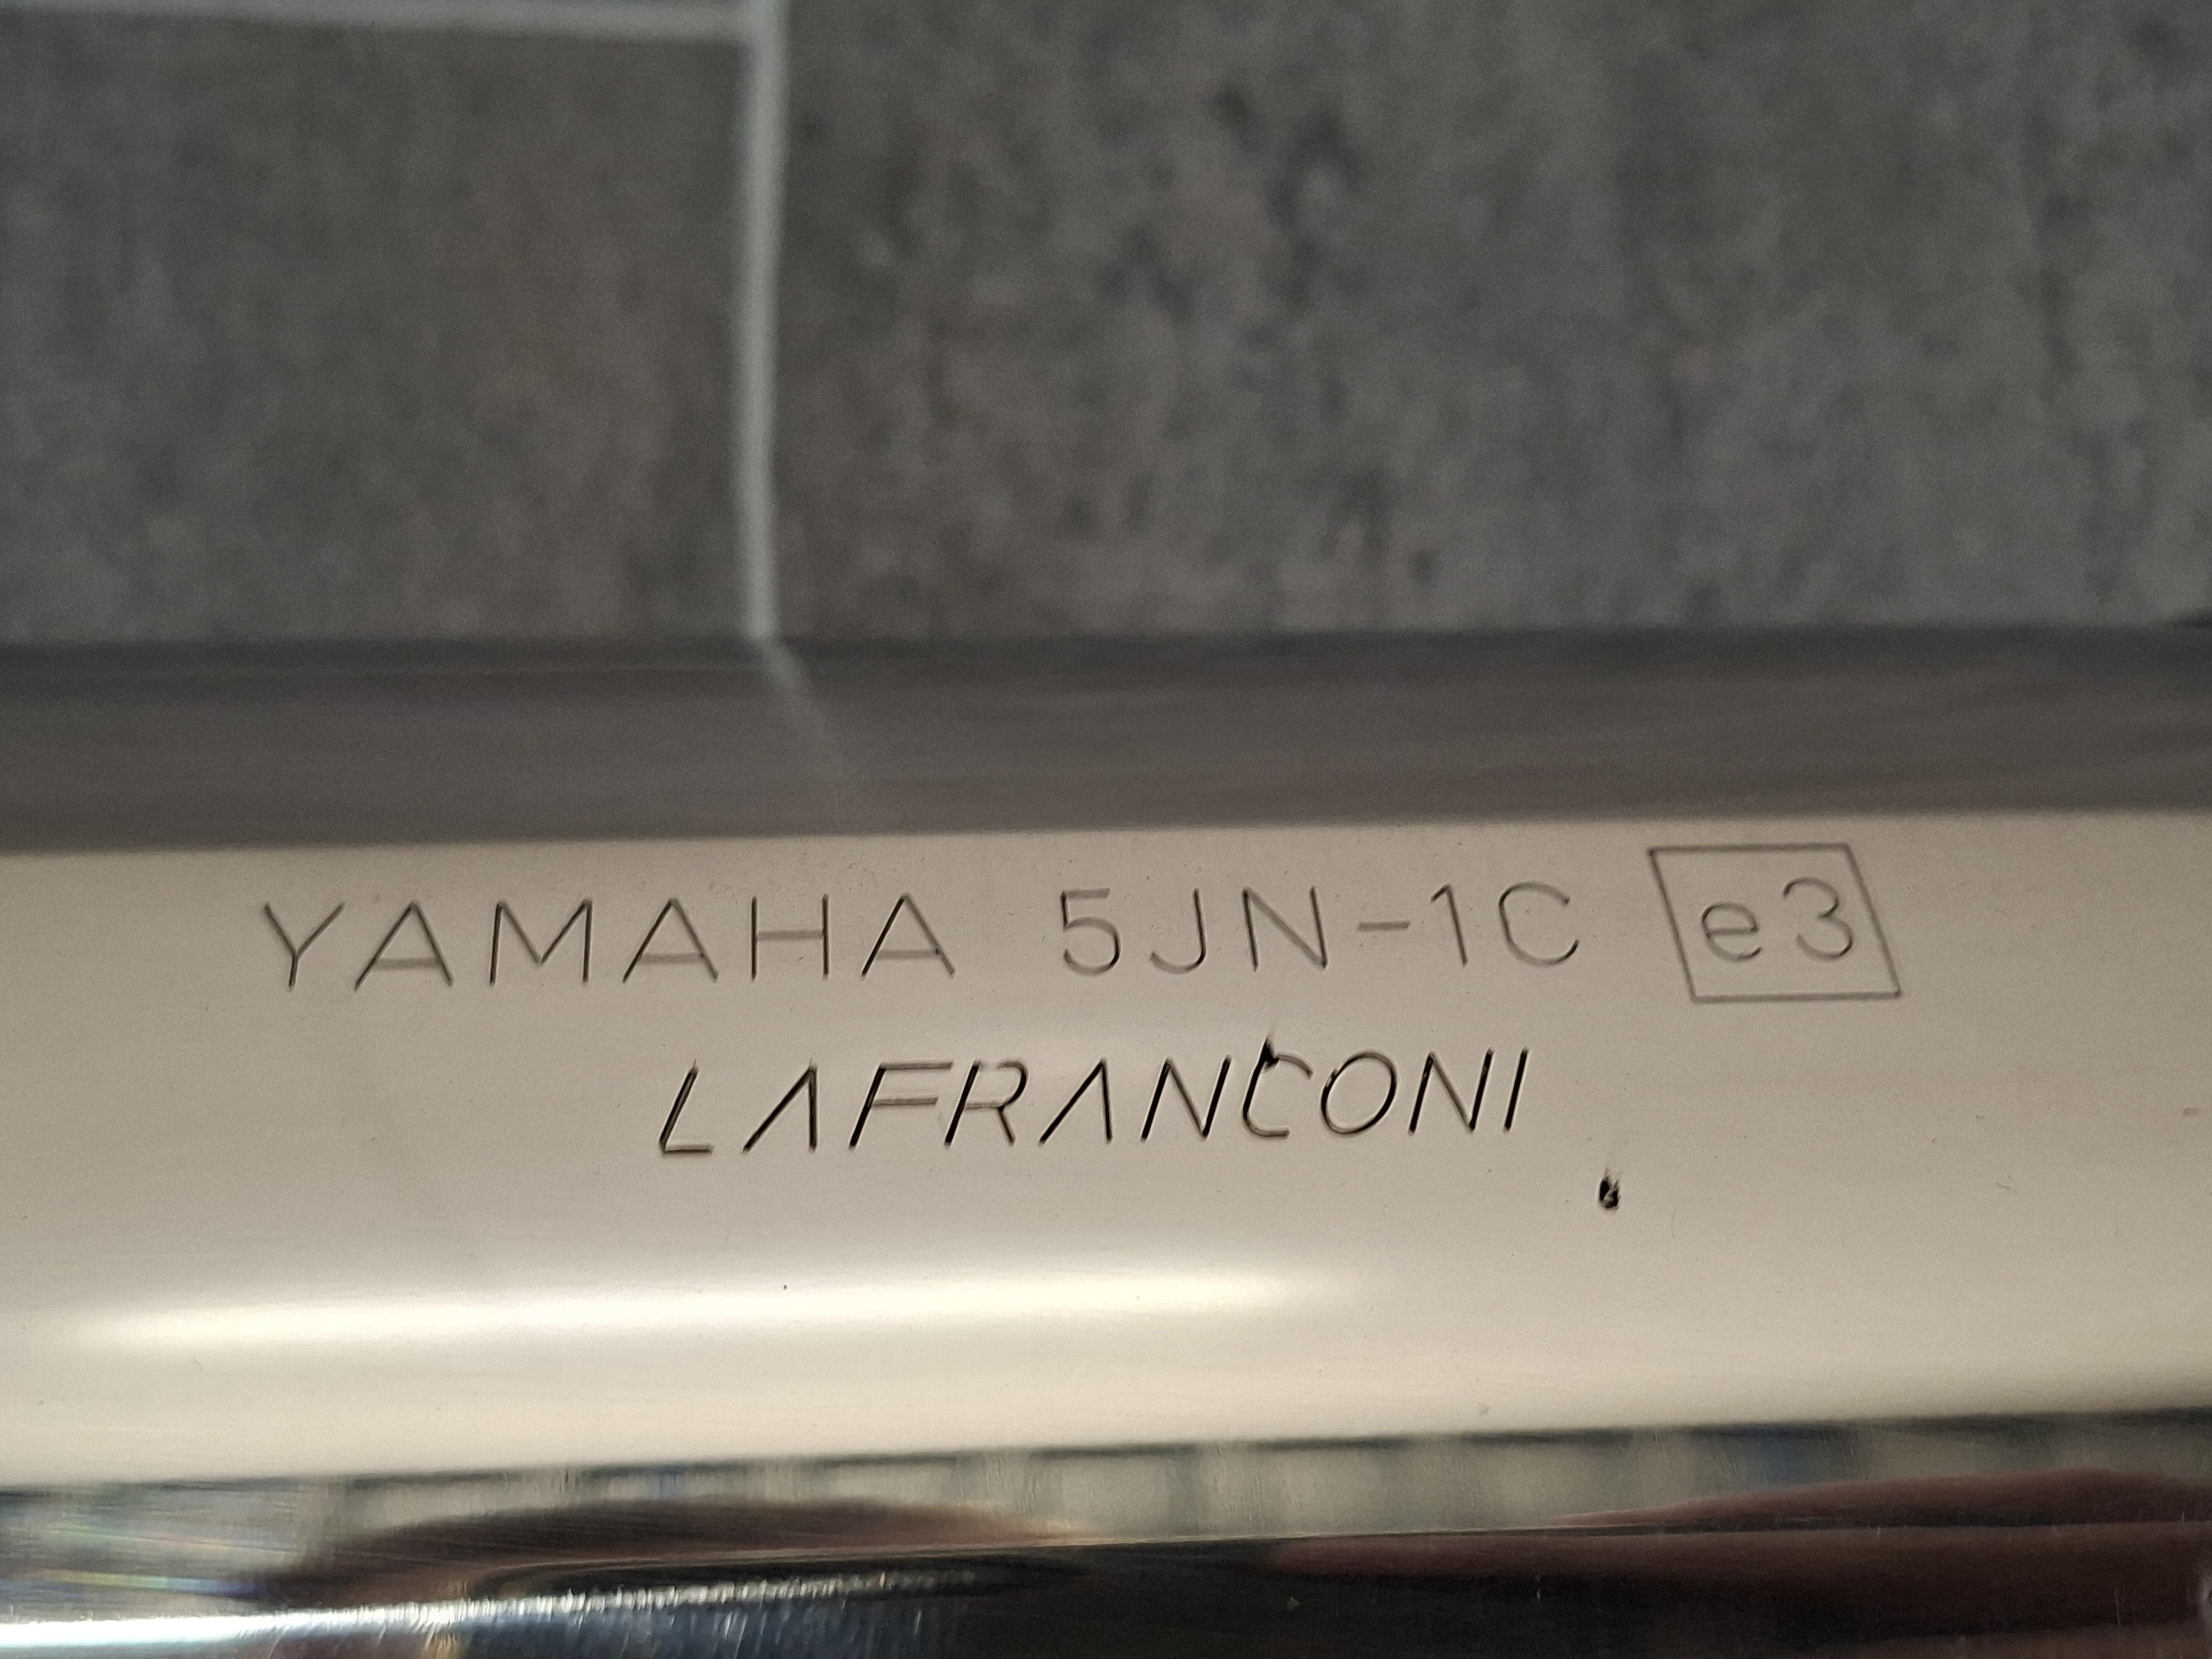 YAMAHA 5JN-1C e3
LAFRANCONI